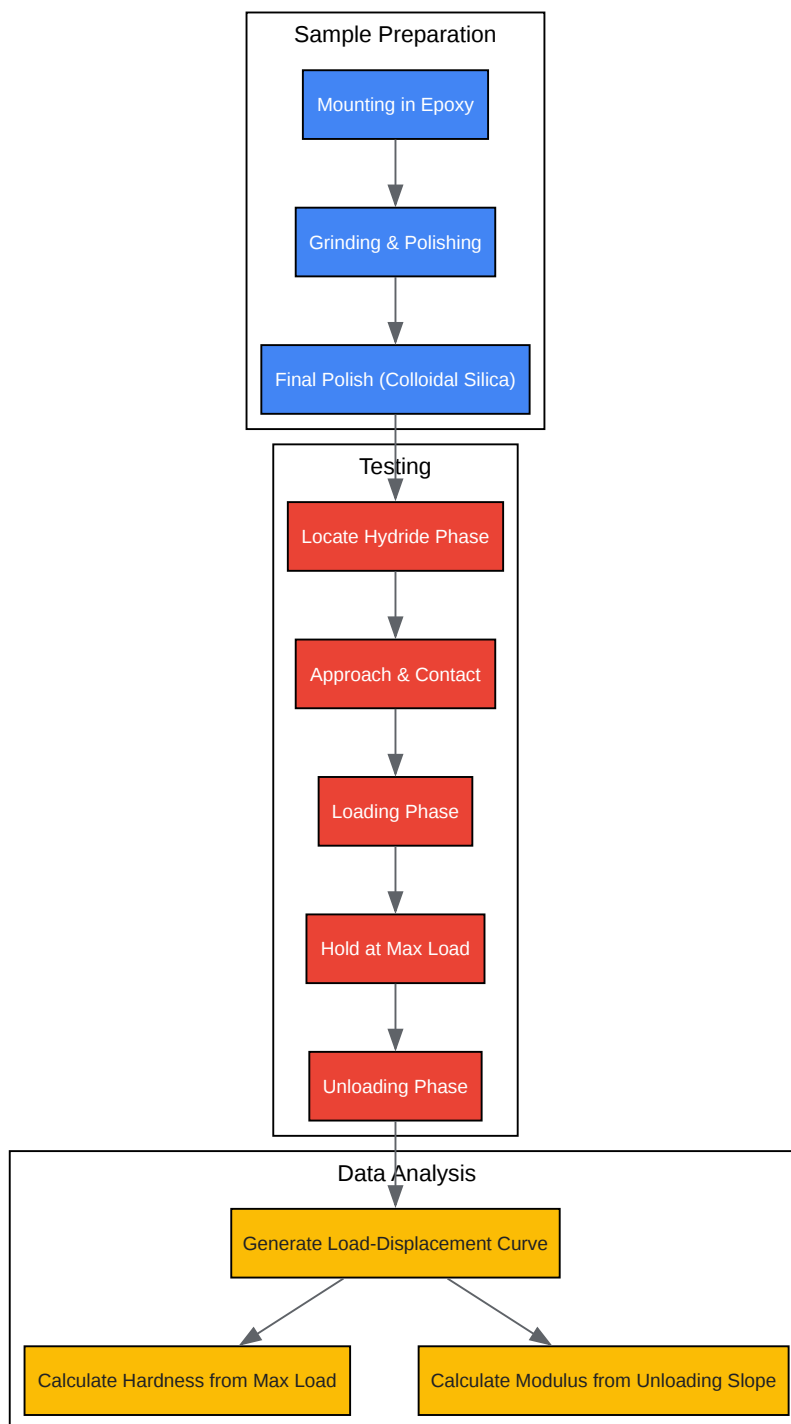 Sample Preparation
Mounting in Epoxy
Grinding & Polishing
Final Polish (Colloidal Silica)
Testing
Locate Hydride Phase
Approach & Contact
Loading Phase
Hold at Max Load
Unloading Phase
Data Analysis
Generate Load-Displacement Curve
Calculate Hardness from Max Load
Calculate Modulus from Unloading Slope